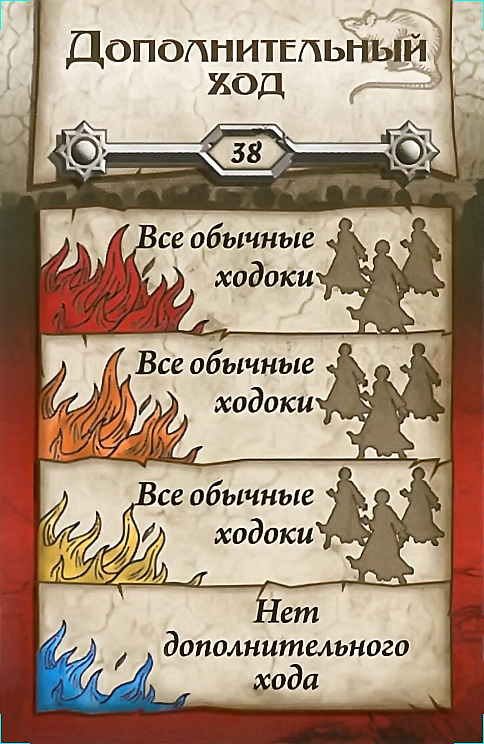 Дополнительный
ход
38
Все обычные
ходоки
Все обычные
ходоки
Все обычные
ходоки
Нет
дополнительного
хода